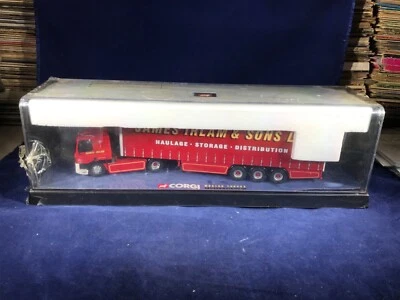 JAMES IRLAM & SONS L
HAULAGE · STORAGE · DISTRIBUTION
CORGI